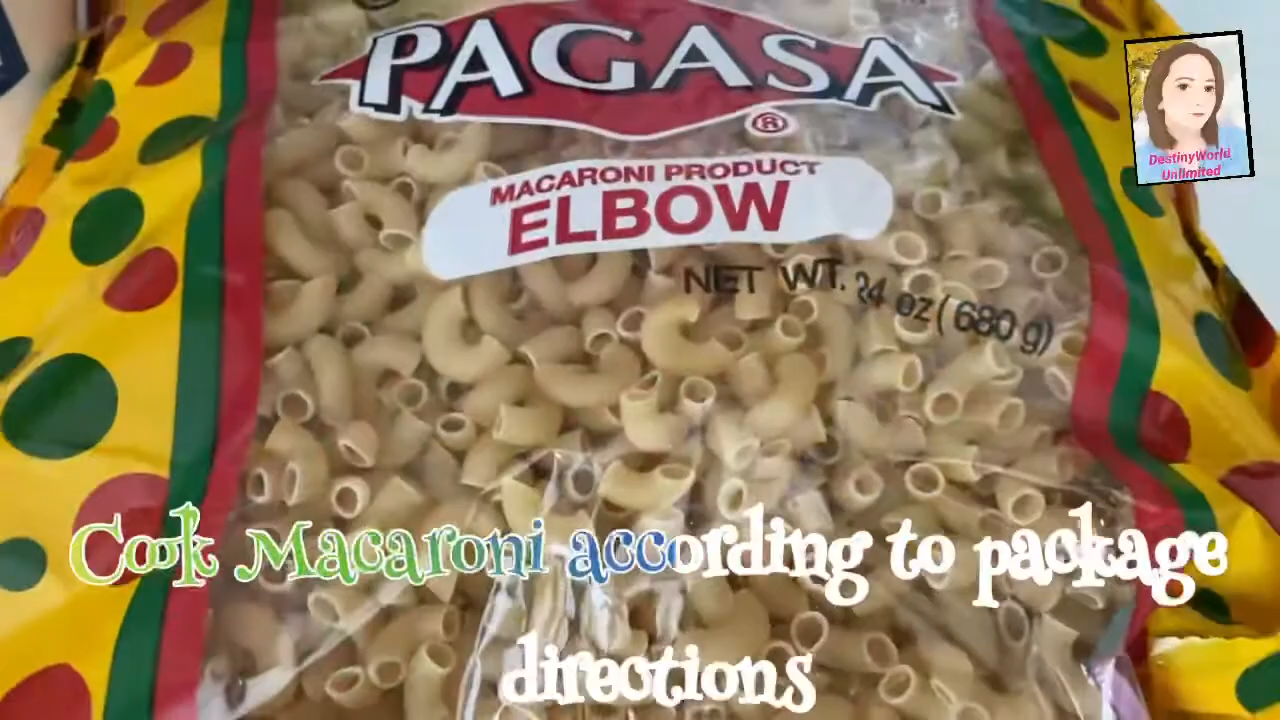 PAGASA
®
MACARONI PRODUCT
ELBOW
NET WT. 24 oz (680 g)
DestinyWorld
Unlimited
Cook Macaroni according to package
directions